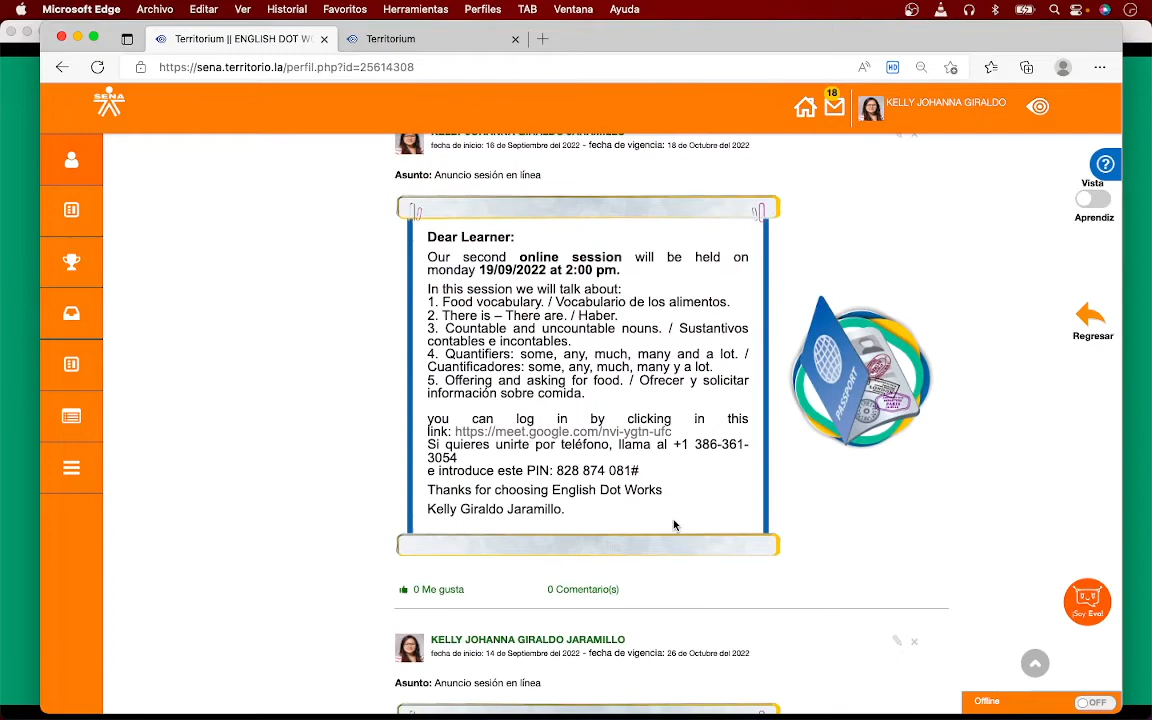 Microsoft Edge Archivo Editar Ver Historial Favoritos Herramientas Perfiles TAB Ventana Ayuda
Territorium || ENGLISH DOT WO
Territorium
https://sena.territorio.la/perfil.php?id=25614308
SENA
18
KELLY JOHANNA GIRALDO
KELLY JOHANNA GIRALDO JARAMILLO
fecha de inicio: 16 de Septiembre del 2022 - fecha de vigencia: 18 de Octubre del 2022
Asunto: Anuncio sesión en línea
Vista
Aprendiz
Regresar
Dear Learner:
Our second online session will be held on
monday 19/09/2022 at 2:00 pm.
In this session we will talk about:
1. Food vocabulary. / Vocabulario de los alimentos.
2. There is – There are. / Haber.
3. Countable and uncountable nouns. / Sustantivos
contables e incontables.
4. Quantifiers: some, any, much, many and a lot. /
Cuantificadores: some, any, much, many y a lot.
5. Offering and asking for food. / Ofrecer y solicitar
información sobre comida.
you can log in by clicking in this
link: https://meet.google.com/nvi-ygtn-ufc
Si quieres unirte por teléfono, llama al +1 386-361-
3054
e introduce este PIN: 828 874 081#
Thanks for choosing English Dot Works
Kelly Giraldo Jaramillo.
PASSPORT
0 Me gusta 0 Comentario(s)
¡Soy Eva!
KELLY JOHANNA GIRALDO JARAMILLO
fecha de inicio: 14 de Septiembre del 2022 - fecha de vigencia: 26 de Octubre del 2022
Asunto: Anuncio sesión en línea
Offline
OFF